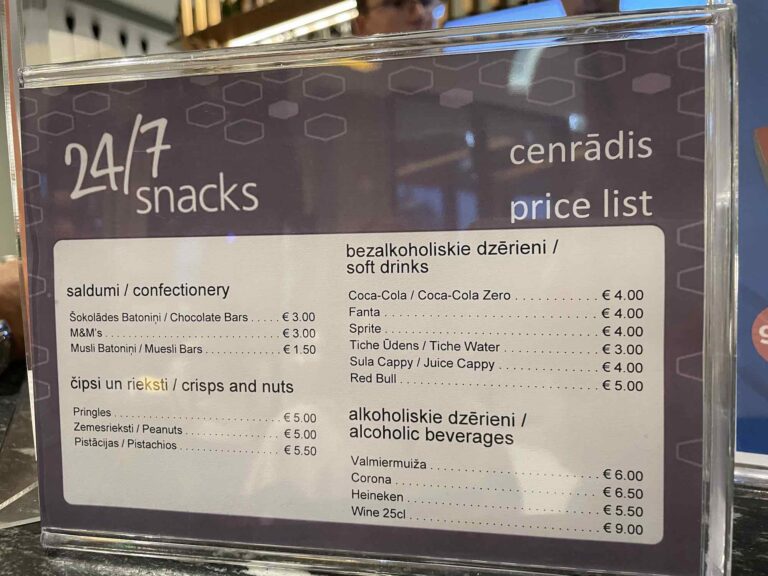 24/7
snacks
cenrādis
price list
saldumi / confectionery
Šokolādes Batoniņi / Chocolate Bars ..... € 3.00
M&M's ..... € 3.00
Musli Batoniņi / Muesli Bars ..... € 1.50
čipsi un rieksti / crisps and nuts
Pringles ..... € 5.00
Zemesrieksti / Peanuts ..... € 5.00
Pistācijas / Pistachios ..... € 5.50
bezalkoholiskie dzērieni /
soft drinks
Coca-Cola / Coca-Cola Zero ..... € 4.00
Fanta ..... € 4.00
Sprite ..... € 4.00
Tiche Ūdens / Tiche Water ..... € 3.00
Sula Cappy / Juice Cappy ..... € 4.00
Red Bull ..... € 5.00
alkoholiskie dzērieni /
alcoholic beverages
Valmiermuiža ..... € 6.00
Corona ..... € 6.50
Heineken ..... € 5.50
Wine 25cl ..... € 9.00